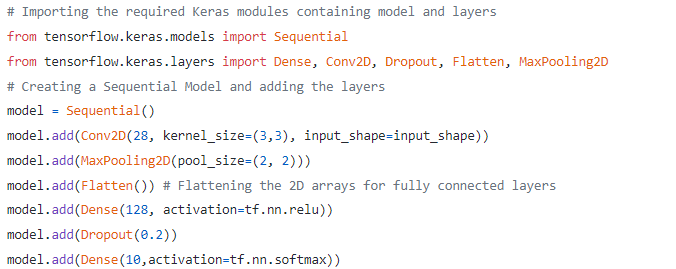 # Importing the required Keras modules containing model and layers
from tensorflow.keras.models import Sequential
from tensorflow.keras.layers import Dense, Conv2D, Dropout, Flatten, MaxPooling2D
# Creating a Sequential Model and adding the layers
model = Sequential()
model.add(Conv2D(28, kernel_size=(3,3), input_shape=input_shape))
model.add(MaxPooling2D(pool_size=(2, 2)))
model.add(Flatten()) # Flattening the 2D arrays for fully connected layers
model.add(Dense(128, activation=tf.nn.relu))
model.add(Dropout(0.2))
model.add(Dense(10,activation=tf.nn.softmax))